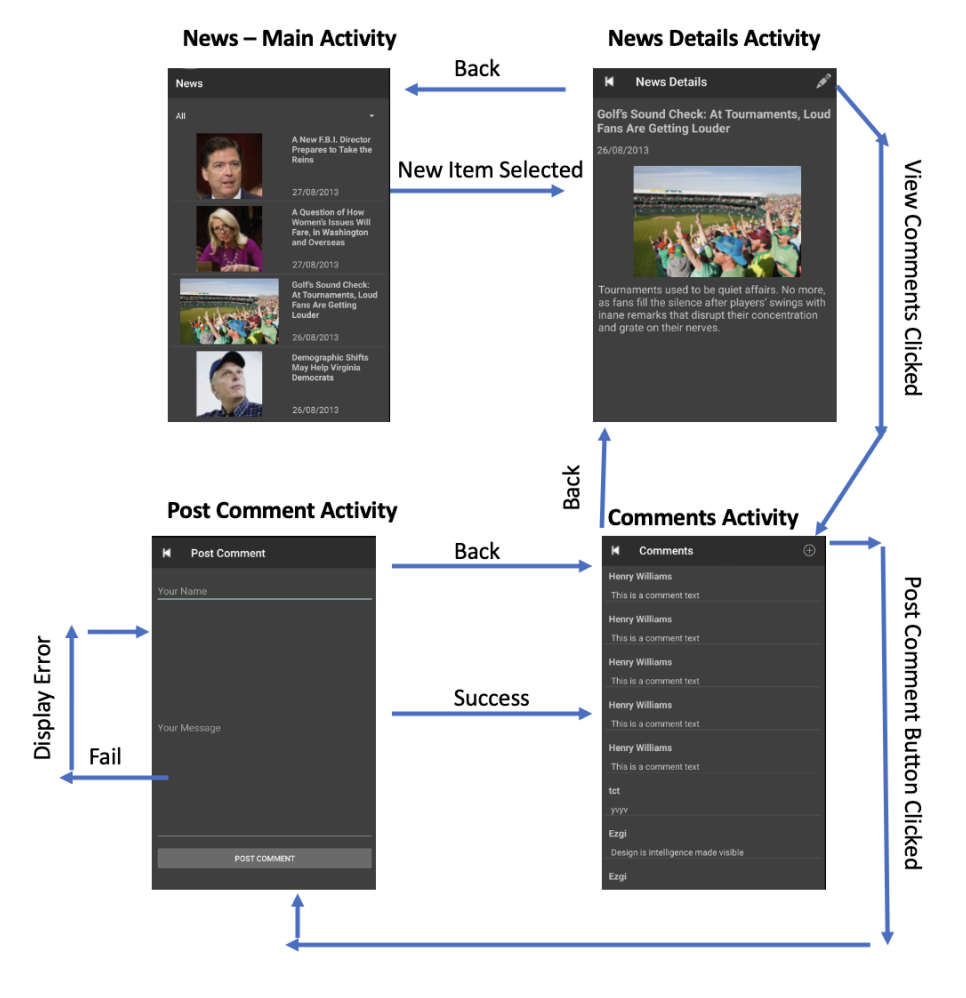 News – Main Activity
News
All
A New F.B.I. Director
Prepares to Take the
Reins
27/08/2013
A Question of How
Women's Issues Will
Fare, in Washington
and Overseas
27/08/2013
Golf's Sound Check:
At Tournaments, Loud
Fans Are Getting
Louder
26/08/2013
Demographic Shifts
May Help Virginia
Democrats
26/08/2013
Back
New Item Selected
News Details Activity
News Details
Golf's Sound Check: At Tournaments, Loud
Fans Are Getting Louder
26/08/2013
Tournaments used to be quiet affairs. No more,
as fans fill the silence after players' swings with
inane remarks that disrupt their concentration
and grate on their nerves.
View Comments Clicked
Back
Post Comment Activity
Post Comment
Your Name
Your Message
POST COMMENT
Display Error
Fail
Back
Success
Comments Activity
Comments
Henry Williams
This is a comment text
Henry Williams
This is a comment text
Henry Williams
This is a comment text
Henry Williams
This is a comment text
Henry Williams
This is a comment text
tct
yvyv
Ezgi
Design is intelligence made visible
Ezgi
Post Comment Button Clicked